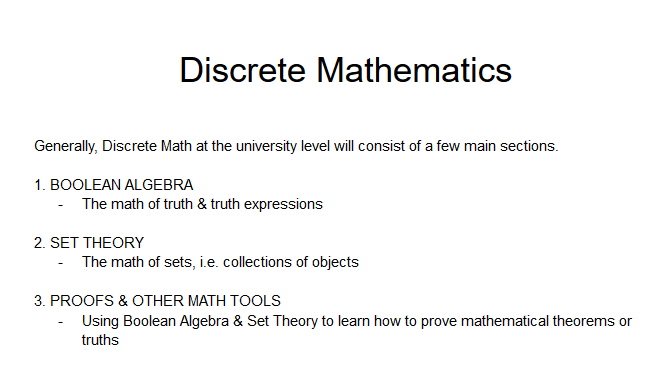 Discrete Mathematics
Generally, Discrete Math at the university level will consist of a few main sections.
1. BOOLEAN ALGEBRA
- The math of truth & truth expressions
2. SET THEORY
- The math of sets, i.e. collections of objects
3. PROOFS & OTHER MATH TOOLS
- Using Boolean Algebra & Set Theory to learn how to prove mathematical theorems or
truths